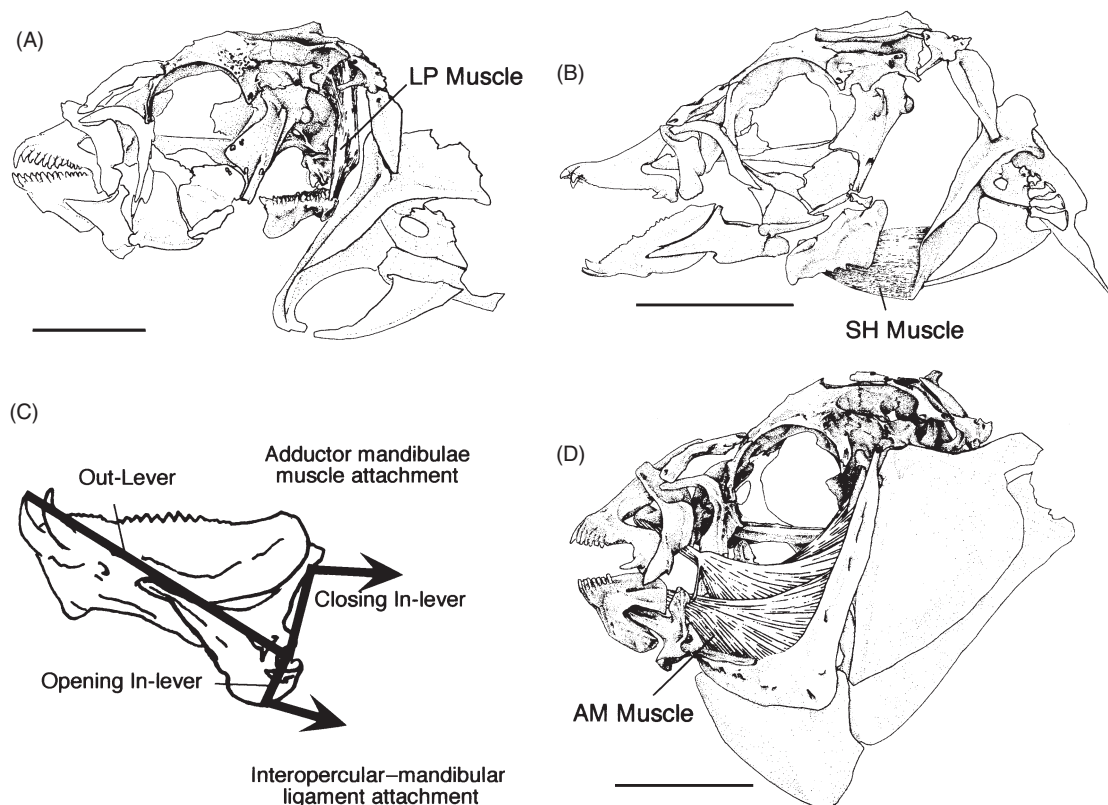 (A)
LP Muscle
(B)
SH Muscle
(C)
Adductor mandibulae
muscle attachment
Out-Lever
Closing In-lever
Opening In-lever
Interopercular–mandibular
ligament attachment
(D)
AM Muscle